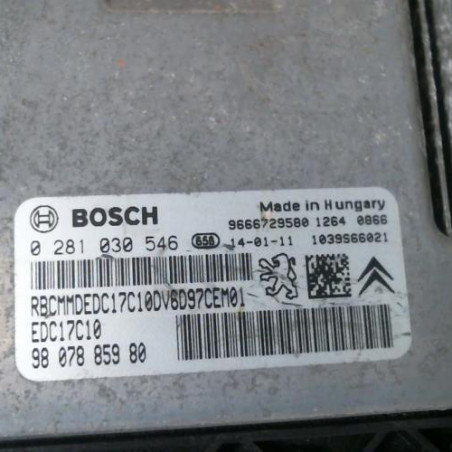 BOSCH
Made in Hungary
9666729580 1264 0866
0 281 030 546 658 14-01-11 1039S66021
RBCMMDEDC17C10DV6D97CEM01
EDC17C10
98 078 859 80